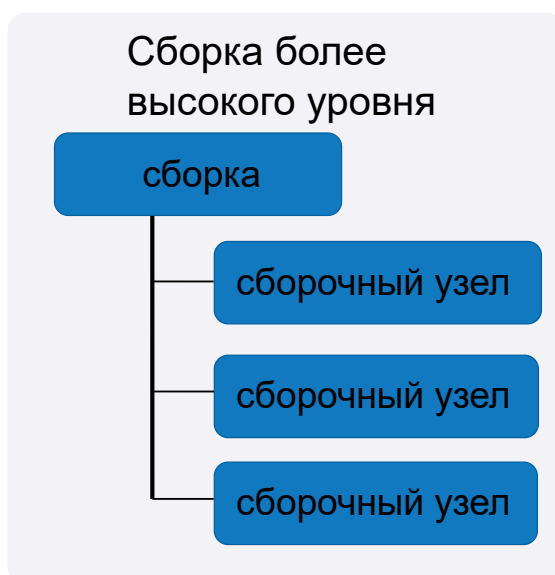 Сборка более
высокого уровня
сборка
сборочный узел
сборочный узел
сборочный узел